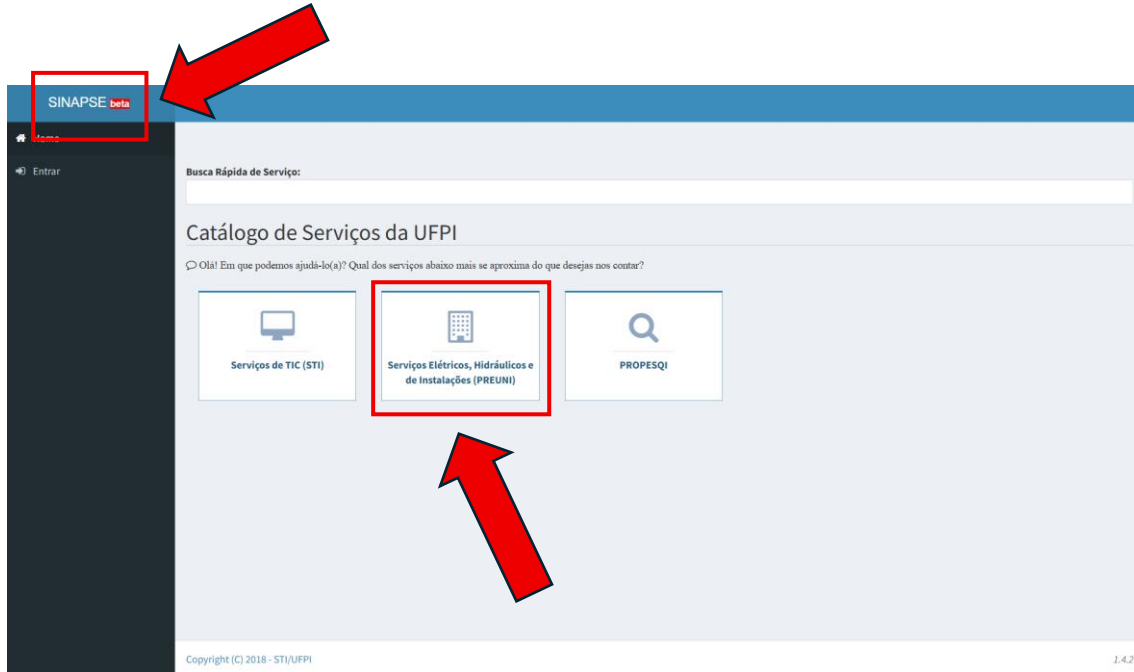 SINAPSE beta
Home
Entrar
Busca Rápida de Serviço:
Catálogo de Serviços da UFPI
Olá! Em que podemos ajudá-lo(a)? Qual dos serviços abaixo mais se aproxima do que desejas nos contar?
Serviços de TIC (STI)
Serviços Elétricos, Hidráulicos e
de Instalações (PREUNI)
PROPESQI
Copyright (C) 2018 - STI/UFPI
1.4.2